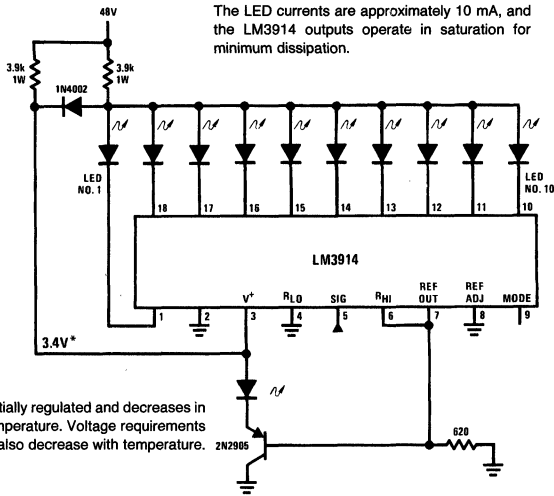 48V
The LED currents are approximately 10 mA, and
the LM3914 outputs operate in saturation for
minimum dissipation.
3.9k
1W
3.9k
1W
1N4002
LED
NO. 1
LED
NO. 10
18
17
16
15
14
13
12
11
10
LM3914
V+
RLO
SIG
RHI
REF
OUT
REF
ADJ
MODE
1
2
3
4
5
6
7
8
9
3.4V*
tially regulated and decreases in
mperature. Voltage requirements
also decrease with temperature.
2N2905
620